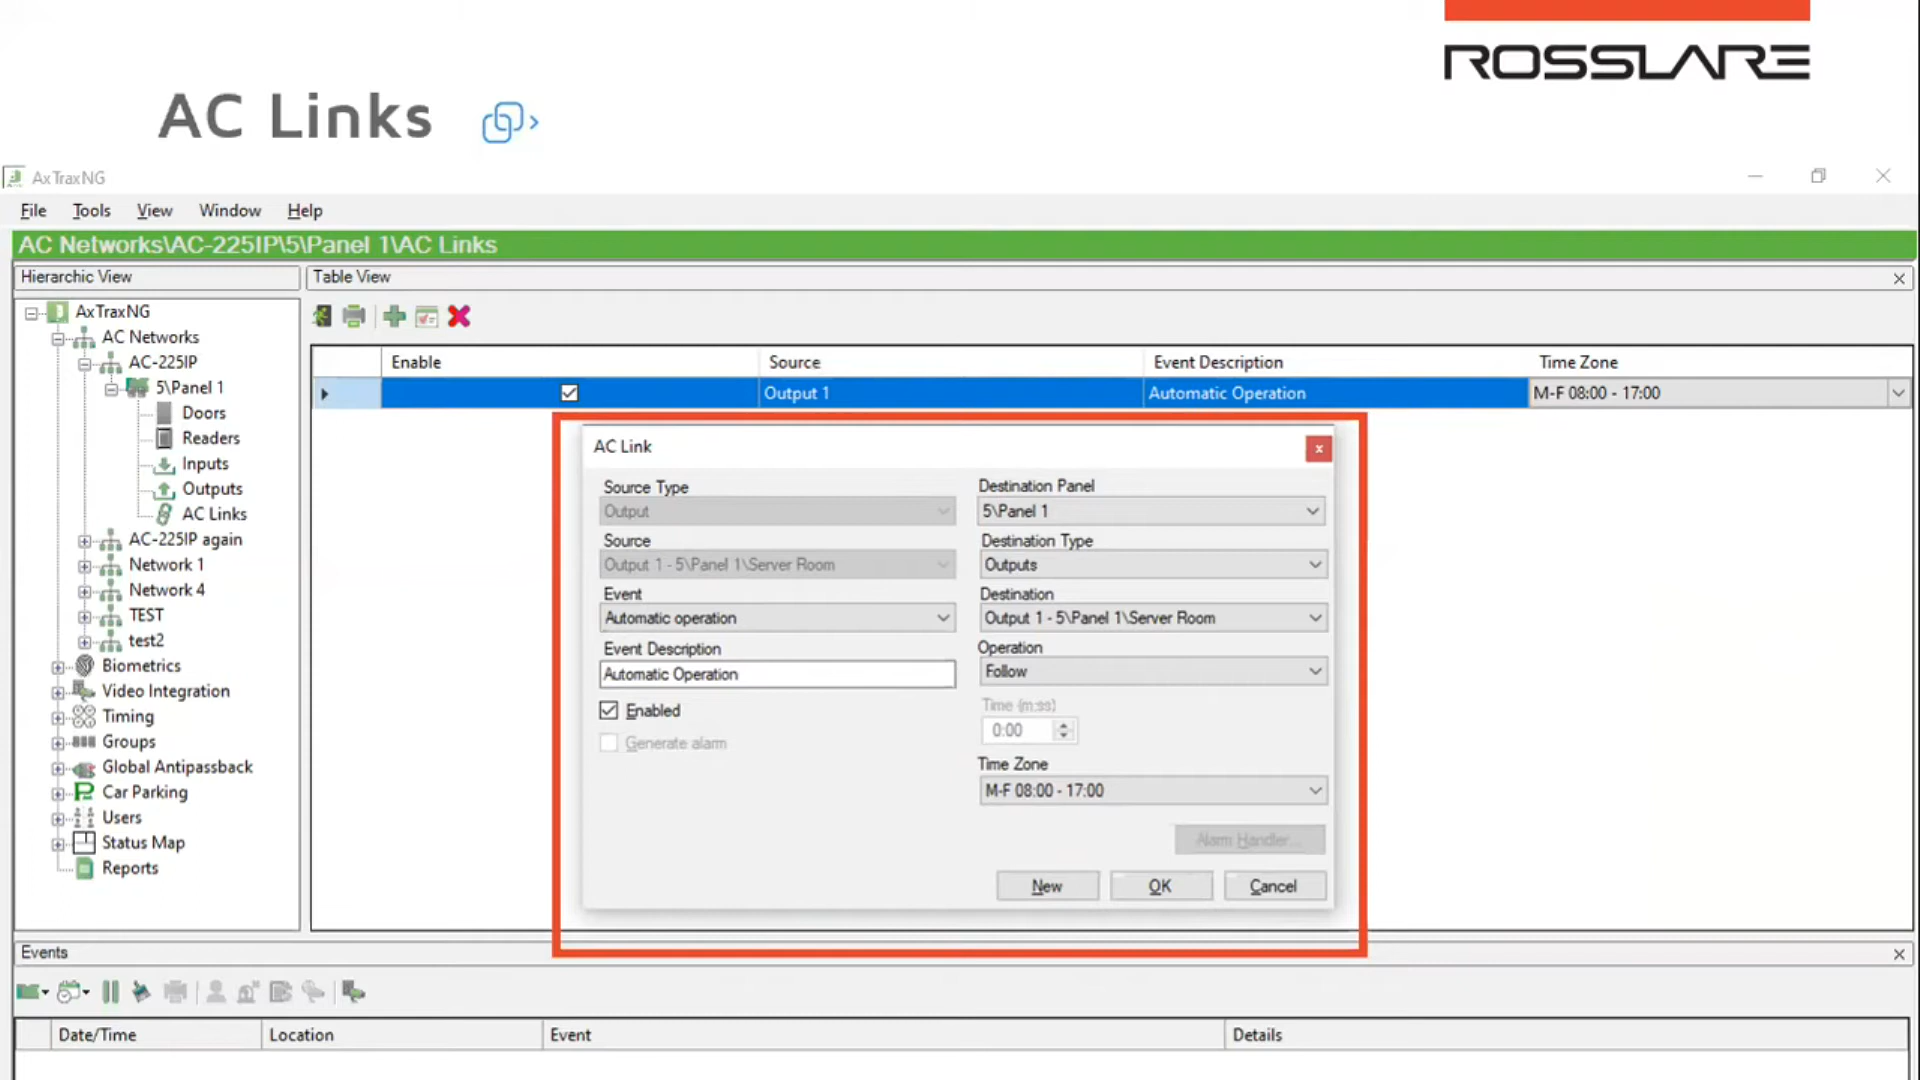 ROSSLARE
AC Links
AxTraxNG
File Tools View Window Help
AC Networks\AC-225IP\5\Panel 1\AC Links
Hierarchic View
Table View
AxTraxNG
AC Networks
AC-225IP
5\Panel 1
Doors
Readers
Inputs
Outputs
AC Links
AC-225IP again
Network 1
Network 4
TEST
test2
Biometrics
Video Integration
Timing
Groups
Global Antipassback
Car Parking
Users
Status Map
Reports
Enable Source Event Description Time Zone
Output 1 Automatic Operation M-F 08:00 - 17:00
AC Link
Source Type
Output
Source
Output 1 - 5\Panel 1\Server Room
Event
Automatic operation
Event Description
Automatic Operation
Enabled
Generate alarm
Destination Panel
5\Panel 1
Destination Type
Outputs
Destination
Output 1 - 5\Panel 1\Server Room
Operation
Follow
Time (m:ss)
0:00
Time Zone
M-F 08:00 - 17:00
Alarm Handler...
New OK Cancel
Events
Date/Time Location Event Details